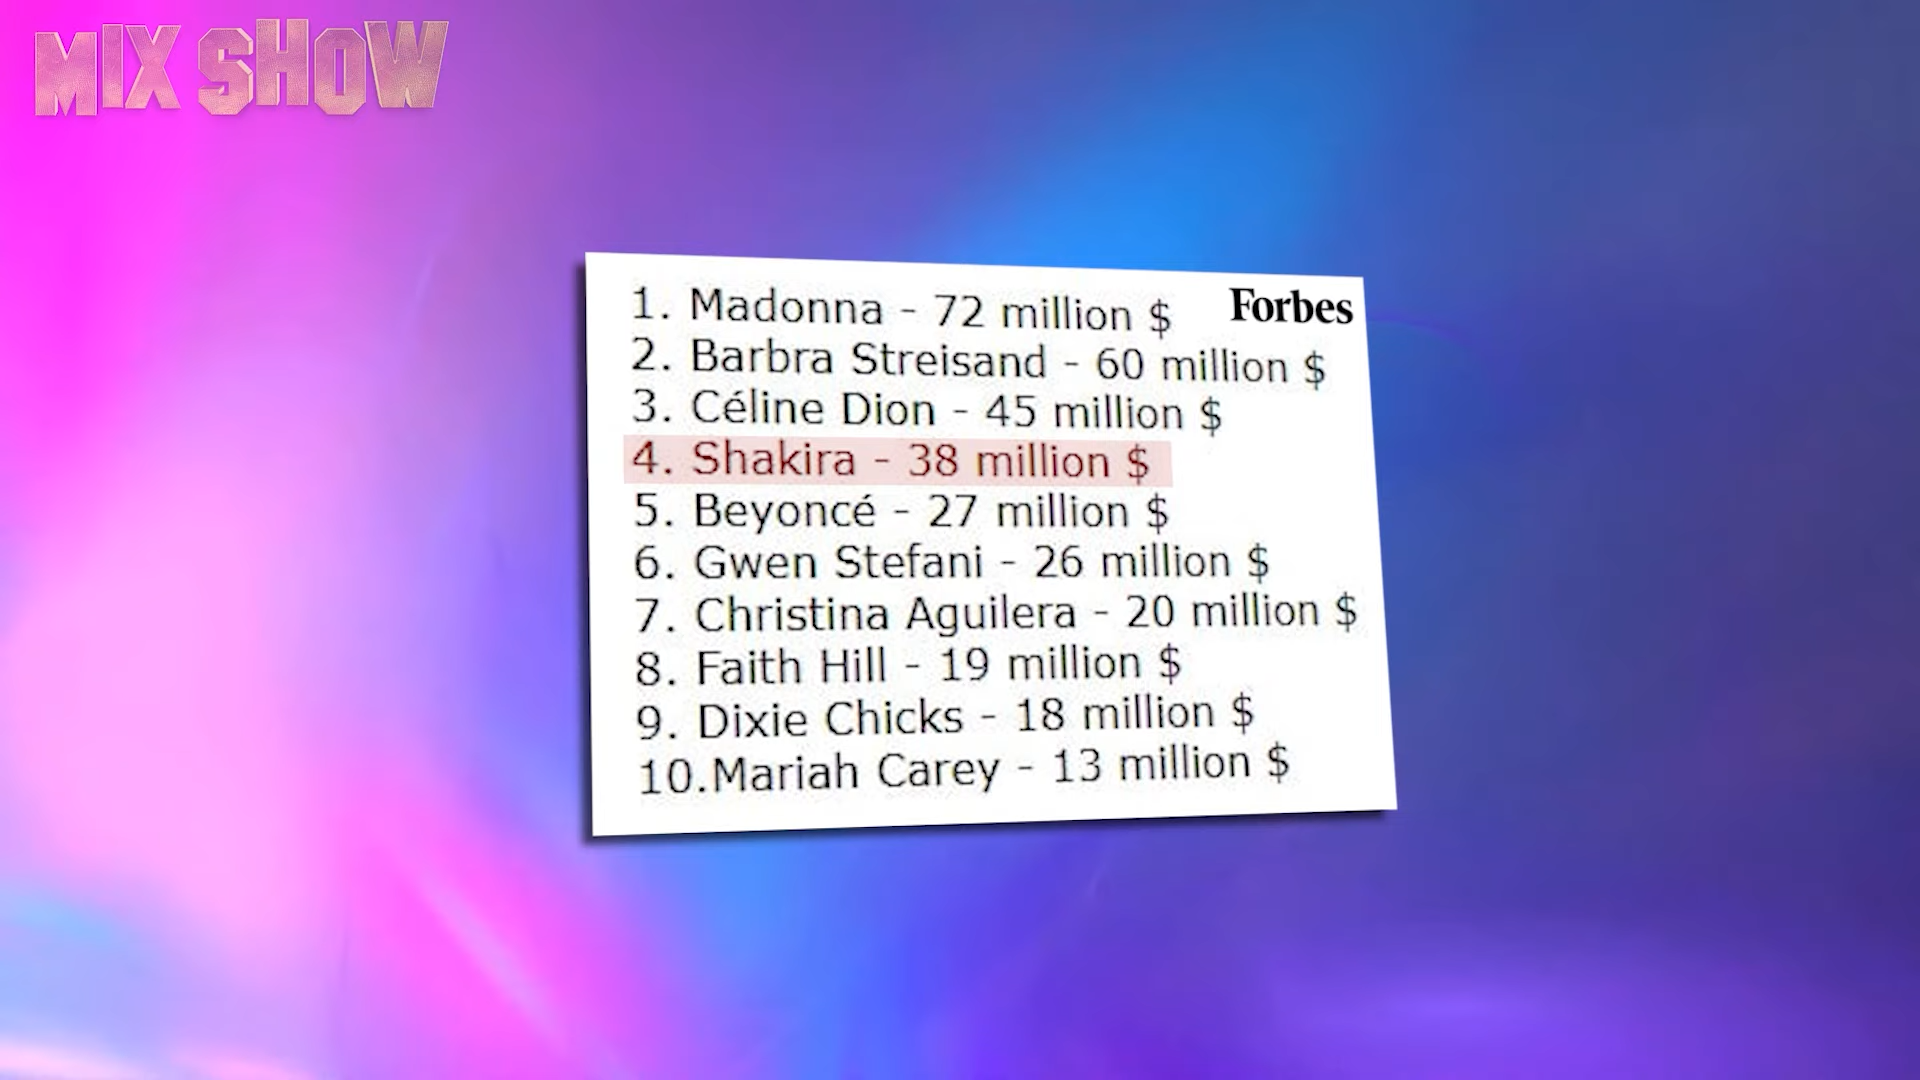 MIX SHOW
Forbes
1. Madonna - 72 million $
2. Barbra Streisand - 60 million $
3. Céline Dion - 45 million $
4. Shakira - 38 million $
5. Beyoncé - 27 million $
6. Gwen Stefani - 26 million $
7. Christina Aguilera - 20 million $
8. Faith Hill - 19 million $
9. Dixie Chicks - 18 million $
10.Mariah Carey - 13 million $